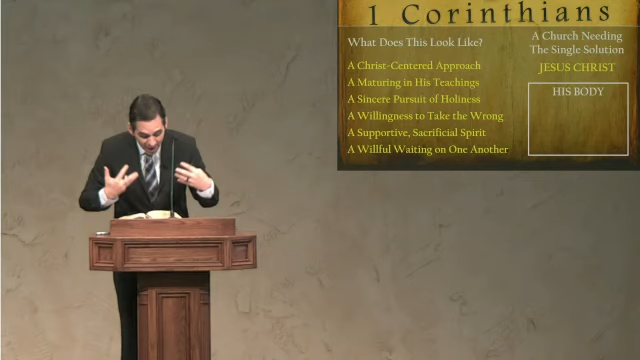 1 Corinthians
What Does This Look Like?
A Christ-Centered Approach
A Maturing in His Teachings
A Sincere Pursuit of Holiness
A Willingness to Take the Wrong
A Supportive, Sacrificial Spirit
A Willful Waiting on One Another
A Church Needing
The Single Solution
JESUS CHRIST
HIS BODY